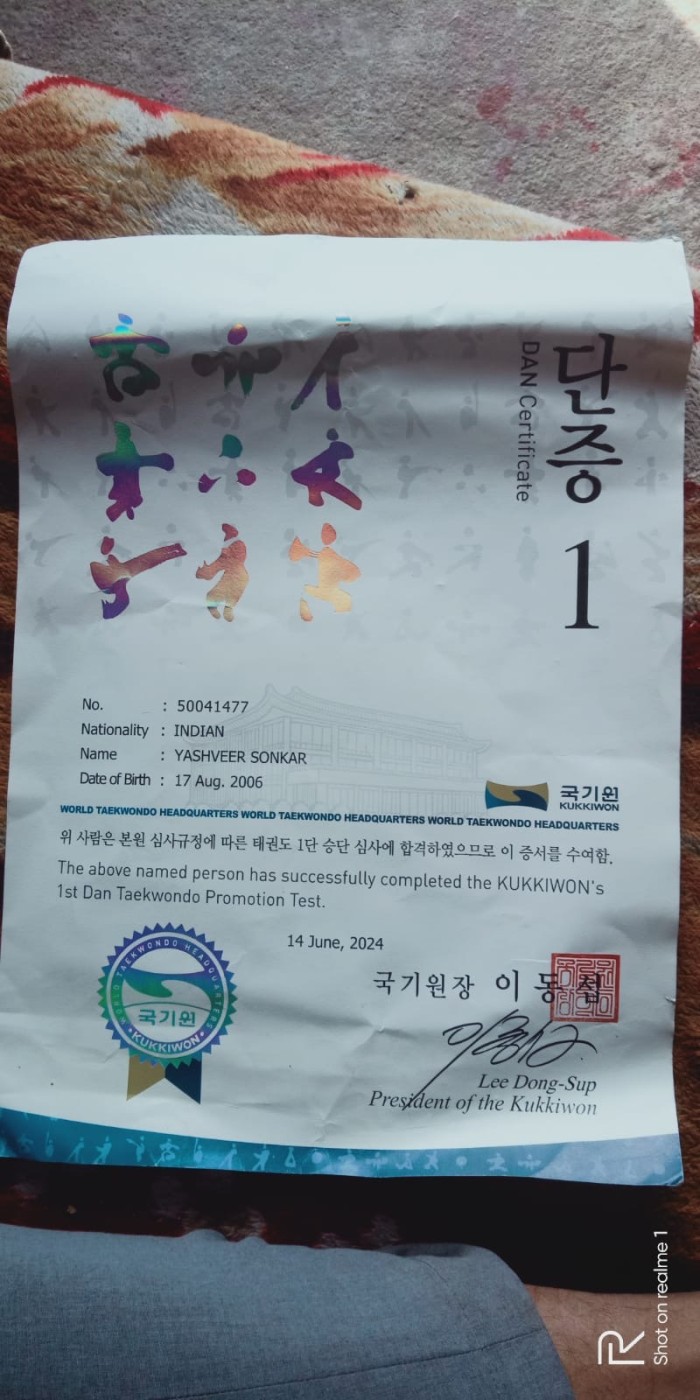 단증
DAN Certificate
1
No. : 50041477
Nationality : INDIAN
Name : YASHVEER SONKAR
Date of Birth : 17 Aug. 2006
국기원
KUKKIWON
WORLD TAEKWONDO HEADQUARTERS WORLD TAEKWONDO HEADQUARTERS WORLD TAEKWONDO HEADQUARTERS
위 사람은 본원 심사규정에 따른 태권도 1단 승단 심사에 합격하였으므로 이 증서를 수여함.
The above named person has successfully completed the KUKKIWON's
1st Dan Taekwondo Promotion Test.
14 June, 2024
WORLD TAEKWONDO HEADQUARTERS
국기원
KUKKIWON
국기원장 이동섭
Lee Dong-Sup
President of the Kukkiwon
Shot on realme 1